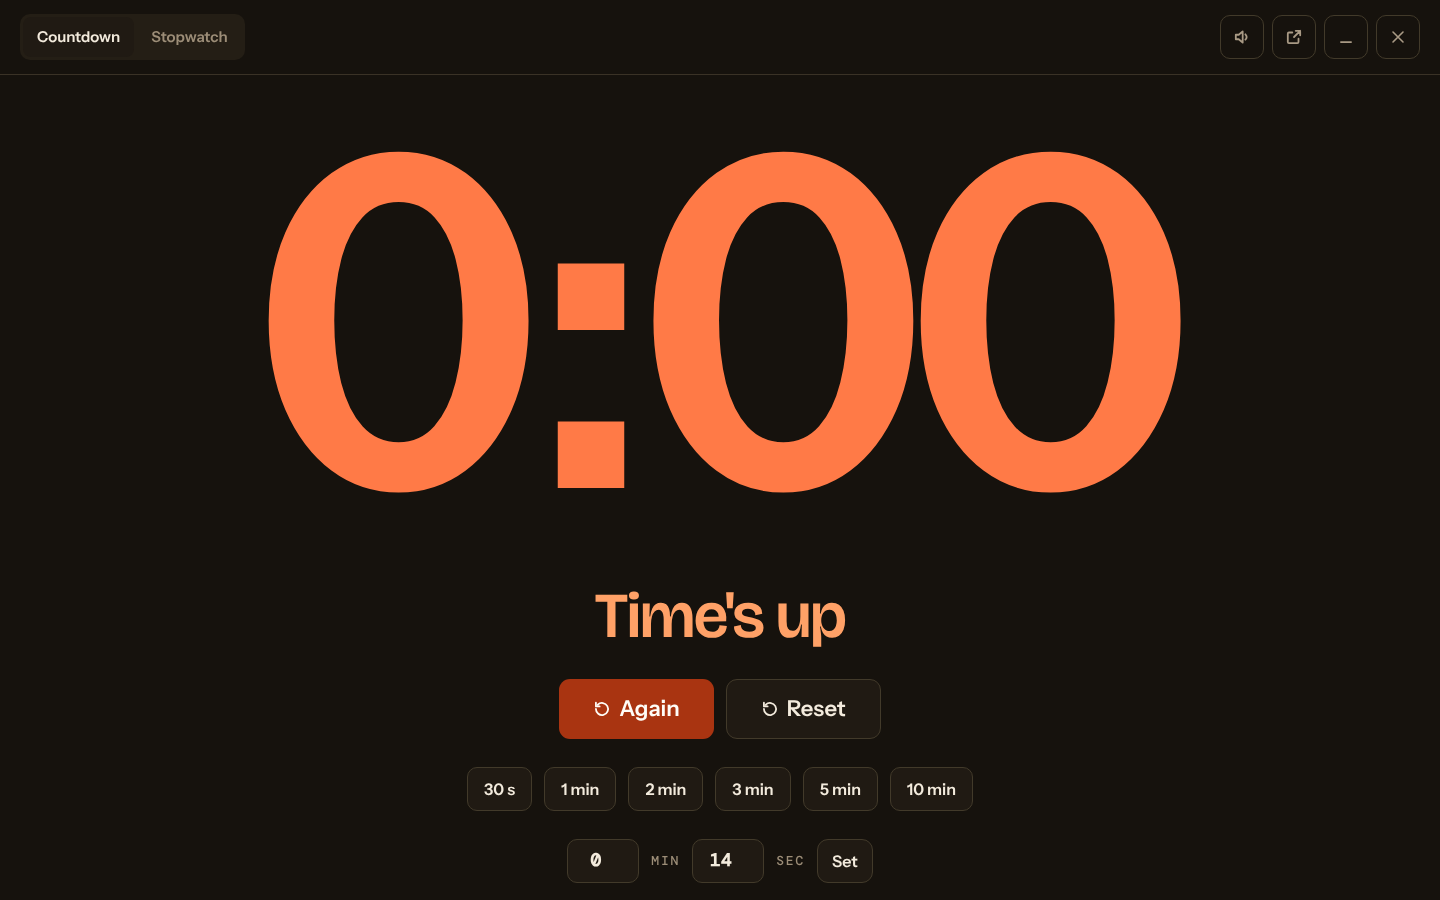 Countdown Stopwatch
0:00
Time's up
Again Reset
30 s 1 min 2 min 3 min 5 min 10 min
0 MIN 14 SEC Set